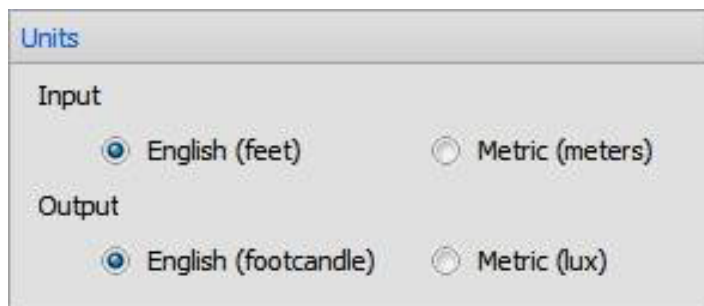 Units
Input
English (feet) Metric (meters)
Output
English (footcandle) Metric (lux)